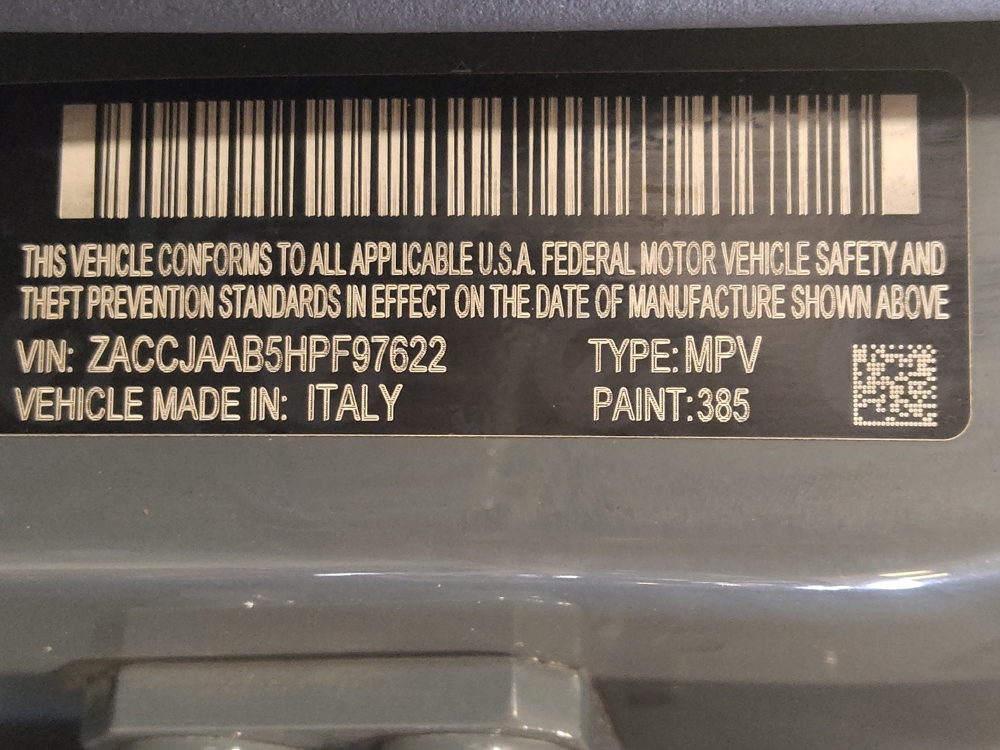 THIS VEHICLE CONFORMS TO ALL APPLICABLE U.S.A. FEDERAL MOTOR VEHICLE SAFETY AND
THEFT PREVENTION STANDARDS IN EFFECT ON THE DATE OF MANUFACTURE SHOWN ABOVE
VIN: ZACCJAAB5HPF97622 TYPE: MPV
VEHICLE MADE IN: ITALY PAINT: 385